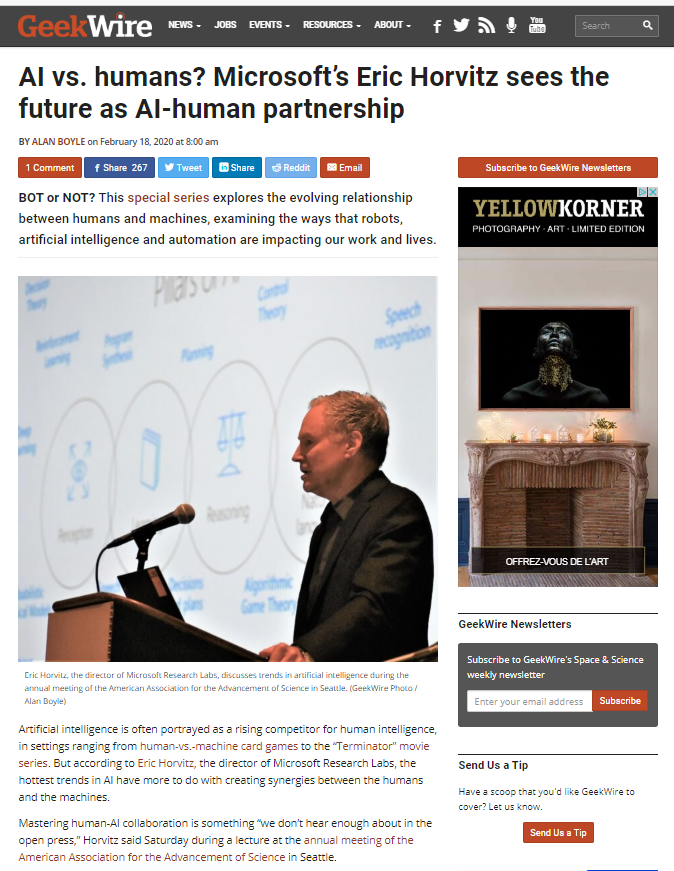 GeekWire
NEWS JOBS EVENTS RESOURCES ABOUT
You
Tube
Search
AI vs. humans? Microsoft’s Eric Horvitz sees the
future as AI-human partnership
BY ALAN BOYLE on February 18, 2020 at 8:00 am
1 Comment
Share 267
Tweet
Share
Reddit
Email
BOT or NOT? This special series explores the evolving relationship
between humans and machines, examining the ways that robots,
artificial intelligence and automation are impacting our work and lives.
Decision
Theory
Pillars of AI
Control
Theory
Speech
recognition
Reinforcement
Learning
Program
Synthesis
Planning
Perception
Reasoning
Decisions
plans
Algorithmic
Game Theory
Eric Horvitz, the director of Microsoft Research Labs, discusses trends in artificial intelligence during the
annual meeting of the American Association for the Advancement of Science in Seattle. (GeekWire Photo /
Alan Boyle)
Artificial intelligence is often portrayed as a rising competitor for human intelligence,
in settings ranging from human-vs.-machine card games to the “Terminator” movie
series. But according to Eric Horvitz, the director of Microsoft Research Labs, the
hottest trends in AI have more to do with creating synergies between the humans
and the machines.
Mastering human-AI collaboration is something “we don’t hear enough about in the
open press,” Horvitz said Saturday during a lecture at the annual meeting of the
American Association for the Advancement of Science in Seattle.
Subscribe to GeekWire Newsletters
YELLOWKORNER
PHOTOGRAPHY · ART · LIMITED EDITION
OFFREZ-VOUS DE L'ART
GeekWire Newsletters
Subscribe to GeekWire's Space & Science
weekly newsletter
Enter your email address
Subscribe
Send Us a Tip
Have a scoop that you'd like GeekWire to
cover? Let us know.
Send Us a Tip